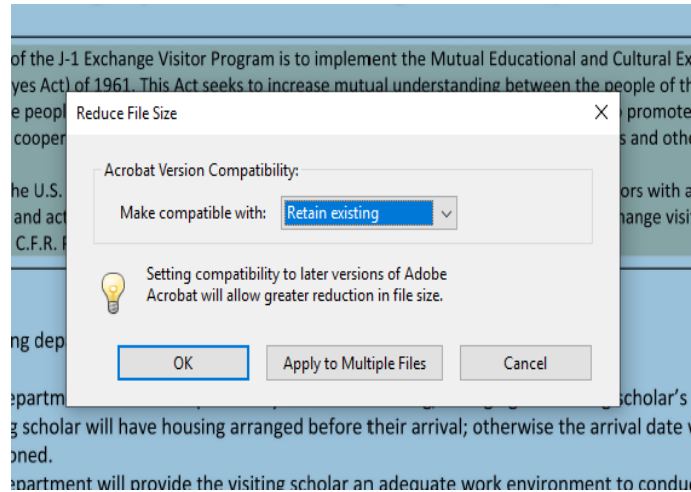 of the J-1 Exchange Visitor Program is to implement the Mutual Educational and Cultural Ex
yes Act) of 1961. This Act seeks to increase mutual understanding between the people of th
e peopl
promote
cooper
s and othe
he U.S.
ors with a
and act
hange visi
C.F.R.
Reduce File Size
Acrobat Version Compatibility:
Make compatible with: Retain existing
Setting compatibility to later versions of Adobe
Acrobat will allow greater reduction in file size.
OK Apply to Multiple Files Cancel
ng dep
epartm
scholar's
g scholar will have housing arranged before their arrival; otherwise the arrival date
oned.
epartment will provide the visiting scholar an adequate work environment to conduc